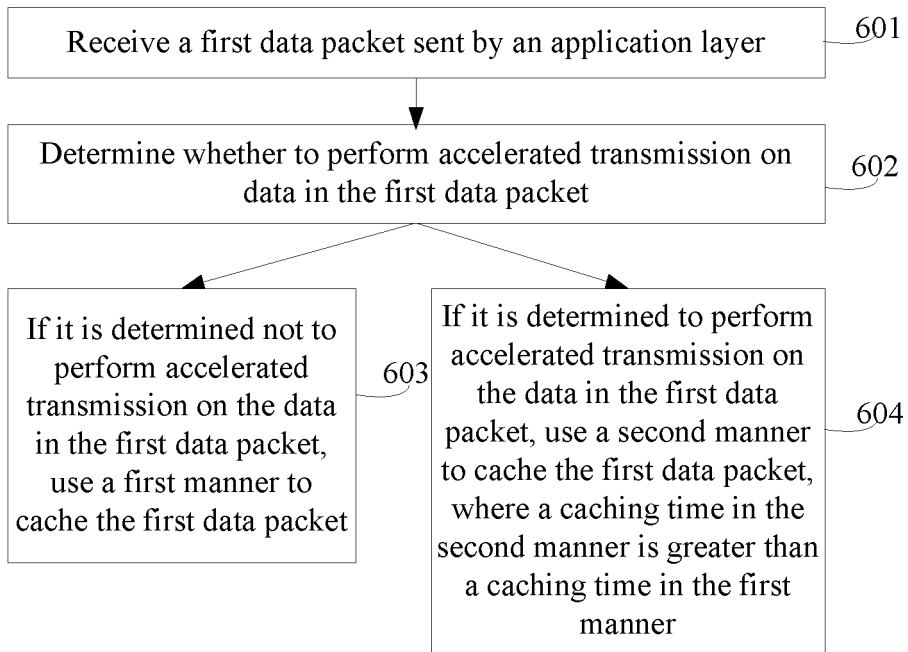 Receive a first data packet sent by an application layer
601
Determine whether to perform accelerated transmission on
data in the first data packet
602
If it is determined not to
perform accelerated
transmission on the data
in the first data packet,
use a first manner to
cache the first data packet
603
If it is determined to perform
accelerated transmission on
the data in the first data
packet, use a second manner
to cache the first data packet,
where a caching time in the
second manner is greater than
a caching time in the first
manner
604